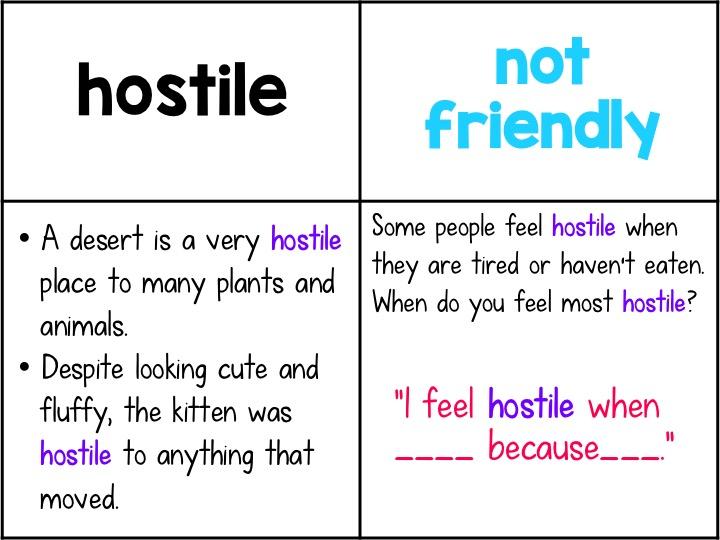 hostile
not
friendly
• A desert is a very hostile
place to many plants and
animals.
• Despite looking cute and
fluffy, the kitten was
hostile to anything that
moved.
Some people feel hostile when
they are tired or haven't eaten.
When do you feel most hostile?
"I feel hostile when
____ because___."